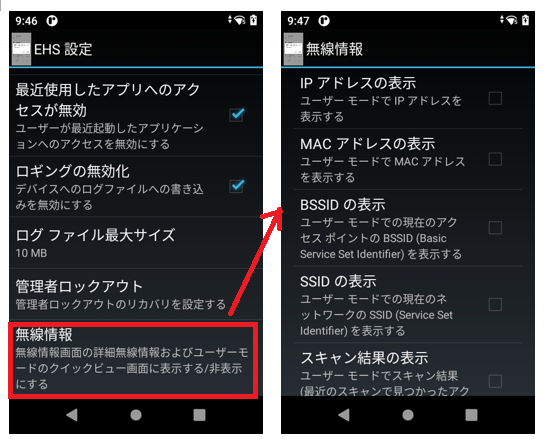 9:46
EHS 設定
最近使用したアプリへのアク
セスが無効
ユーザーが最近起動したアプリケーシ
ョンへのアクセスを無効にする
ロギングの無効化
デバイスへのログファイルへの書き込
みを無効にする
ログ ファイル最大サイズ
10 MB
管理者ロックアウト
管理者ロックアウトのリカバリを設定する
無線情報
無線情報画面の詳細無線情報およびユーザーモ
ードのクイックビュー画面に表示する/非表示
にする
9:47
無線情報
IP アドレスの表示
ユーザー モードで IP アドレスを
表示する
MAC アドレスの表示
ユーザー モードで MAC アドレス
を表示する
BSSID の表示
ユーザー モードでの現在のアク
セス ポイントの BSSID (Basic
Service Set Identifier) を表示する
SSID の表示
ユーザー モードでの現在のネ
ットワークの SSID (Service Set
Identifier) を表示する
スキャン結果の表示
ユーザー モードでスキャン結果
(最近のスキャンで見つかったアク